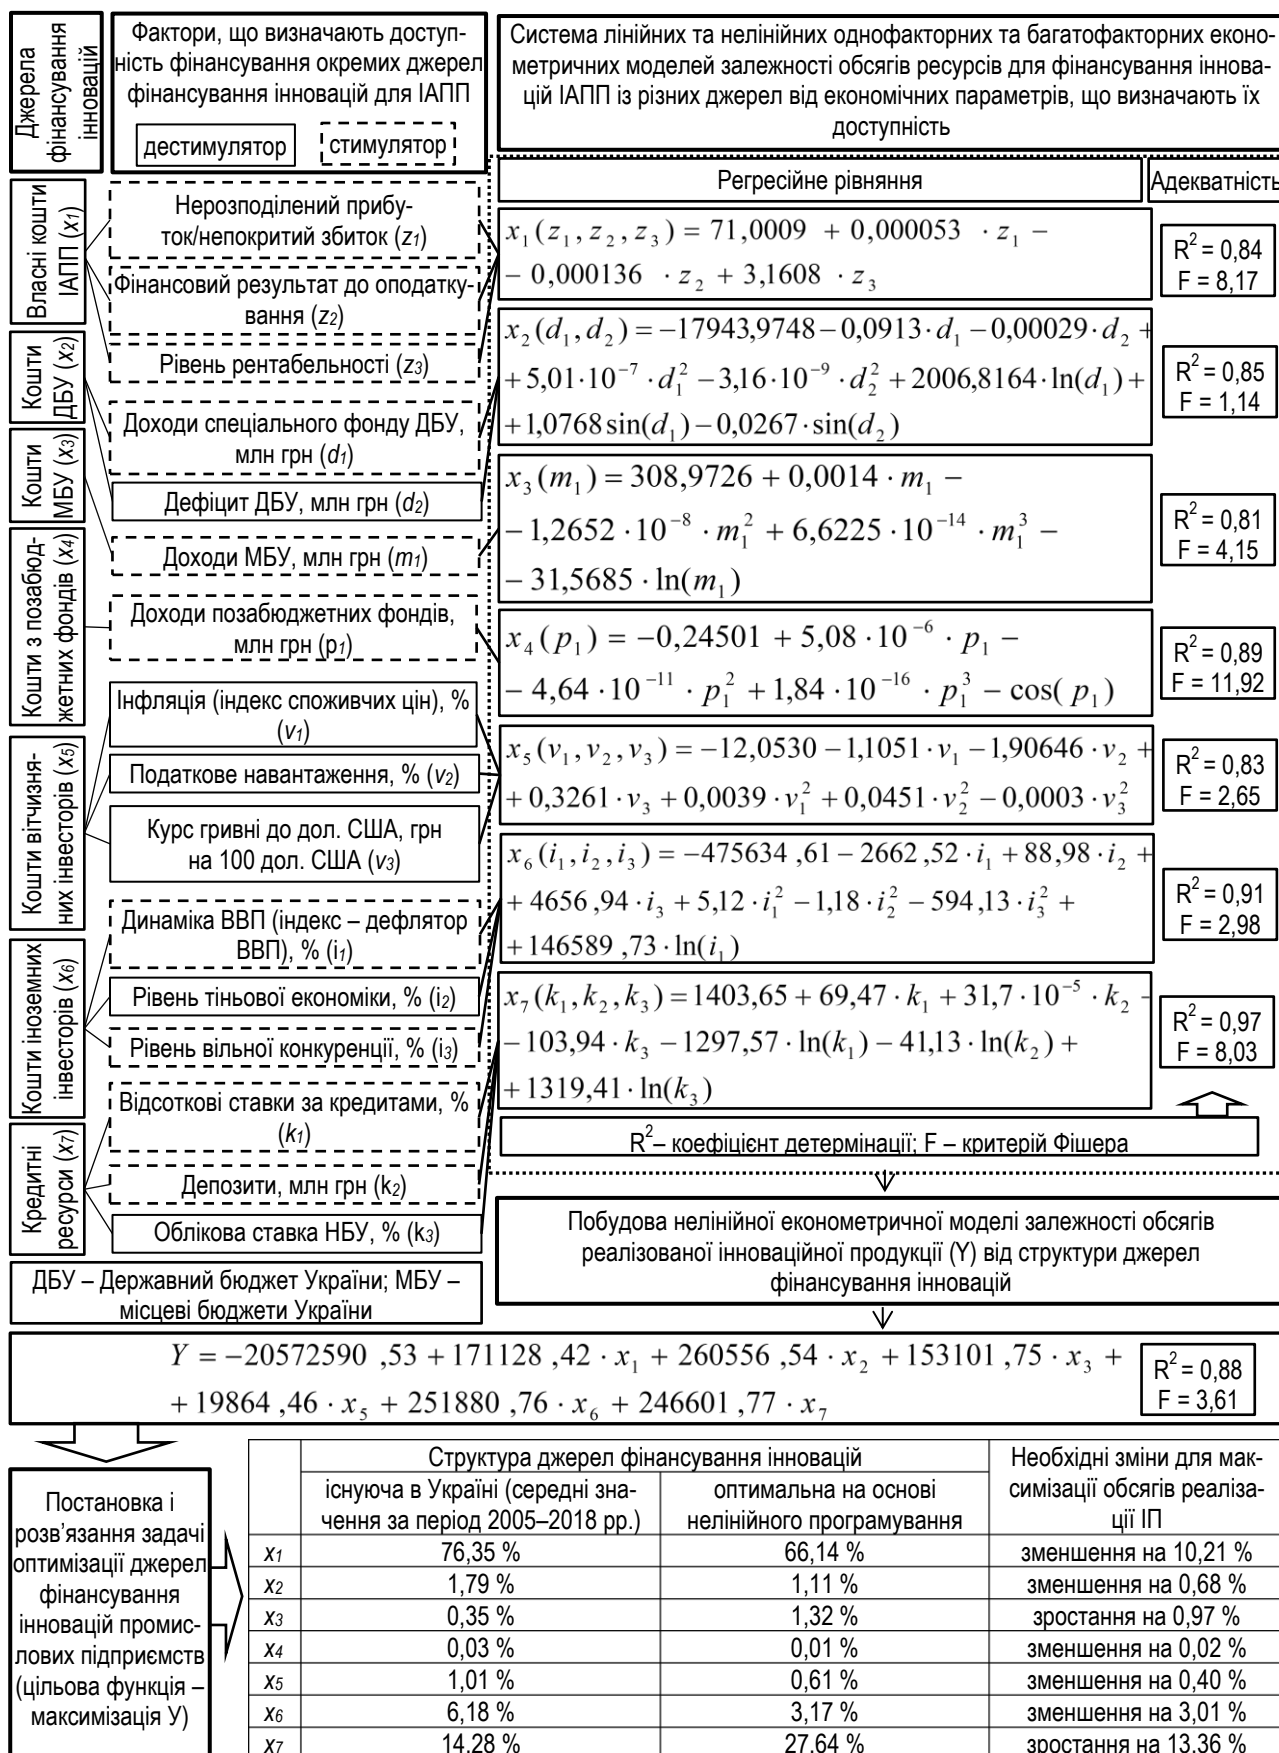 Джерела
фінансування
інновацій
Фактори, що визначають доступ-
ність фінансування окремих джерел
фінансування інновацій для ІАПП
дестимулятор
стимулятор
Система лінійних та нелінійних однофакторних та багатофакторних еконо-
метричних моделей залежності обсягів ресурсів для фінансування іннова-
цій ІАПП із різних джерел від економічних параметрів, що визначають їх
доступність
Регресійне рівняння
Адекватність
Власні кошти
ІАПП (x1)
Кошти
ДБУ (x2)
Кошти
МБУ (x3)
Кошти з позабюд-
жетних фондів (x4)
Кошти вітчизня-
них інвесторів (x5)
Кошти іноземних
інвесторів (x6)
Кредитні
ресурси (x7)
Нерозподілений прибу-
ток/непокритий збиток (z1)
Фінансовий результат до оподатку-
вання (z2)
Рівень рентабельності (z3)
Доходи спеціального фонду ДБУ,
млн грн (d1)
Дефіцит ДБУ, млн грн (d2)
Доходи МБУ, млн грн (m1)
Доходи позабюджетних фондів,
млн грн (p1)
Інфляція (індекс споживчих цін), %
(v1)
Податкове навантаження, % (v2)
Курс гривні до дол. США, грн
на 100 дол. США (v3)
Динаміка ВВП (індекс – дефлятор
ВВП), % (i1)
Рівень тіньової економіки, % (i2)
Рівень вільної конкуренції, % (i3)
Відсоткові ставки за кредитами, %
(k1)
Депозити, млн грн (k2)
Облікова ставка НБУ, % (k3)
ДБУ – Державний бюджет України; МБУ –
місцеві бюджети України
x₁(z₁, z₂, z₃) = 71,0009 + 0,000053 · z₁ −
− 0,000136 · z₂ + 3,1608 · z₃
R² = 0,84
F = 8,17
x₂(d₁, d₂) = −17943,9748 − 0,0913 · d₁ − 0,00029 · d₂ +
+ 5,01 · 10⁻⁷ · d₁² − 3,16 · 10⁻⁹ · d₂² + 2006,8164 · ln(d₁) +
+ 1,0768 sin(d₁) − 0,0267 · sin(d₂)
R² = 0,85
F = 1,14
x₃(m₁) = 308,9726 + 0,0014 · m₁ −
− 1,2652 · 10⁻⁸ · m₁² + 6,6225 · 10⁻¹⁴ · m₁³ −
− 31,5685 · ln(m₁)
R² = 0,81
F = 4,15
x₄(p₁) = −0,24501 + 5,08 · 10⁻⁶ · p₁ −
− 4,64 · 10⁻¹¹ · p₁² + 1,84 · 10⁻¹⁶ · p₁³ − cos(p₁)
R² = 0,89
F = 11,92
x₅(v₁, v₂, v₃) = −12,0530 − 1,1051 · v₁ − 1,90646 · v₂ +
+ 0,3261 · v₃ + 0,0039 · v₁² + 0,0451 · v₂² − 0,0003 · v₃²
R² = 0,83
F = 2,65
x₆(i₁, i₂, i₃) = −475634 ,61 − 2662,52 · i₁ + 88,98 · i₂ +
+ 4656 ,94 · i₃ + 5,12 · i₁² − 1,18 · i₂² − 594,13 · i₃² +
+ 146589 ,73 · ln(i₁)
R² = 0,91
F = 2,98
x₇(k₁, k₂, k₃) = 1403,65 + 69,47 · k₁ + 31,7 · 10⁻⁵ · k₂ -
− 103,94 · k₃ − 1297,57 · ln(k₁) − 41,13 · ln(k₂) +
+ 1319,41 · ln(k₃)
R² = 0,97
F = 8,03
R² – коефіцієнт детермінації; F – критерій Фішера
Побудова нелінійної економетричної моделі залежності обсягів
реалізованої інноваційної продукції (Y) від структури джерел
фінансування інновацій
Y = −20572590 ,53 + 171128 ,42 · x₁ + 260556 ,54 · x₂ + 153101 ,75 · x₃ +
+ 19864 ,46 · x₅ + 251880 ,76 · x₆ + 246601 ,77 · x₇
R² = 0,88
F = 3,61
Постановка і
розв’язання задачі
оптимізації джерел
фінансування
інновацій промис-
лових підприємств
(цільова функція –
максимізація У)
Структура джерел фінансування інновацій
існуюча в Україні (середні зна-
чення за період 2005–2018 рр.)
оптимальна на основі
нелінійного програмування
Необхідні зміни для мак-
симізації обсягів реаліза-
ції ІП
x1 76,35 % 66,14 % зменшення на 10,21 %
x2 1,79 % 1,11 % зменшення на 0,68 %
x3 0,35 % 1,32 % зростання на 0,97 %
x4 0,03 % 0,01 % зменшення на 0,02 %
x5 1,01 % 0,61 % зменшення на 0,40 %
x6 6,18 % 3,17 % зменшення на 3,01 %
x7 14,28 % 27,64 % зростання на 13,36 %